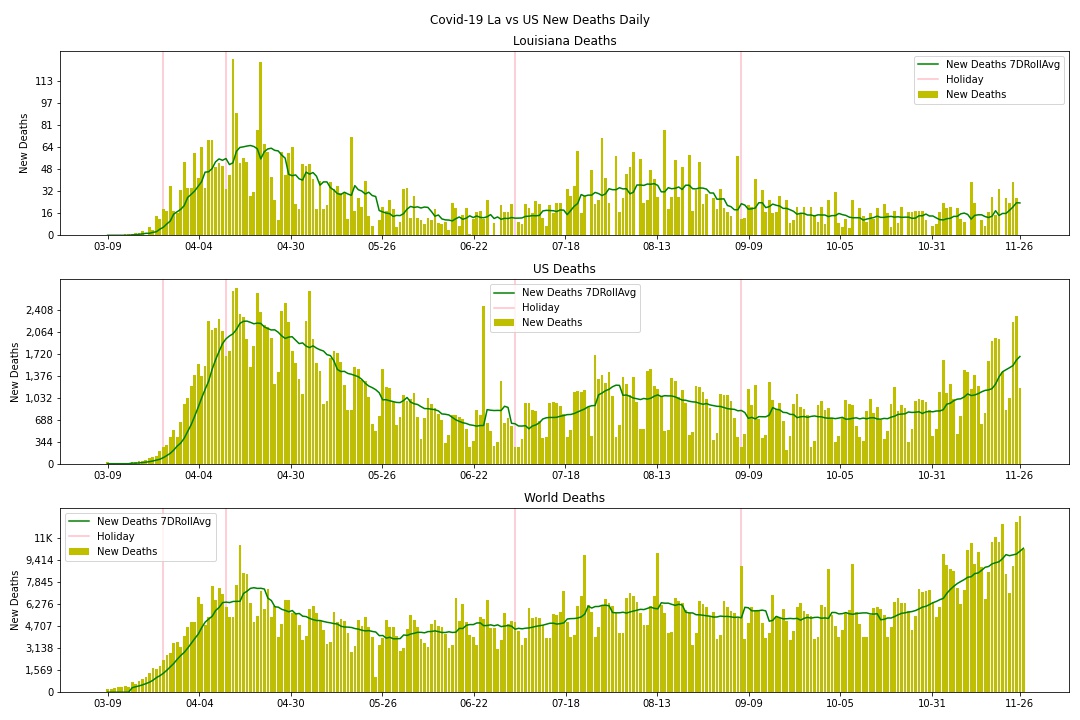 Covid-19 La vs US New Deaths Daily
Louisiana Deaths
New Deaths
113
97
81
64
48
32
16
0
New Deaths 7DRollAvg
Holiday
New Deaths
03-09 04-04 04-30 05-26 06-22 07-18 08-13 09-09 10-05 10-31 11-26
US Deaths
New Deaths
2,408
2,064
1,720
1,376
1,032
688
344
0
New Deaths 7DRollAvg
Holiday
New Deaths
03-09 04-04 04-30 05-26 06-22 07-18 08-13 09-09 10-05 10-31 11-26
World Deaths
New Deaths
11K
9,414
7,845
6,276
4,707
3,138
1,569
0
New Deaths 7DRollAvg
Holiday
New Deaths
03-09 04-04 04-30 05-26 06-22 07-18 08-13 09-09 10-05 10-31 11-26